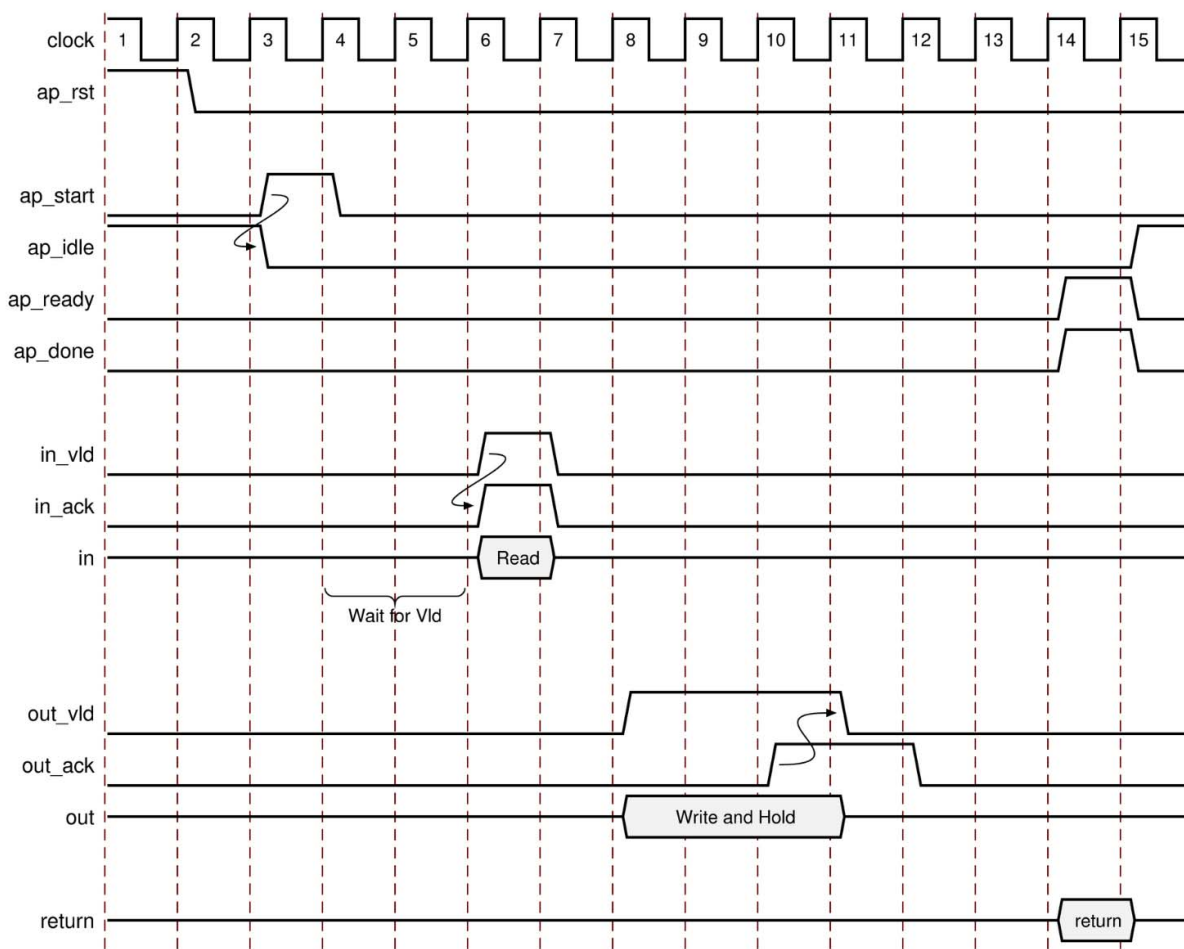 clock 1 2 3 4 5 6 7 8 9 10 11 12 13 14 15
ap_rst
ap_start
ap_idle
ap_ready
ap_done
in_vld
in_ack
in Read
Wait for Vld
out_vld
out_ack
out Write and Hold
return return